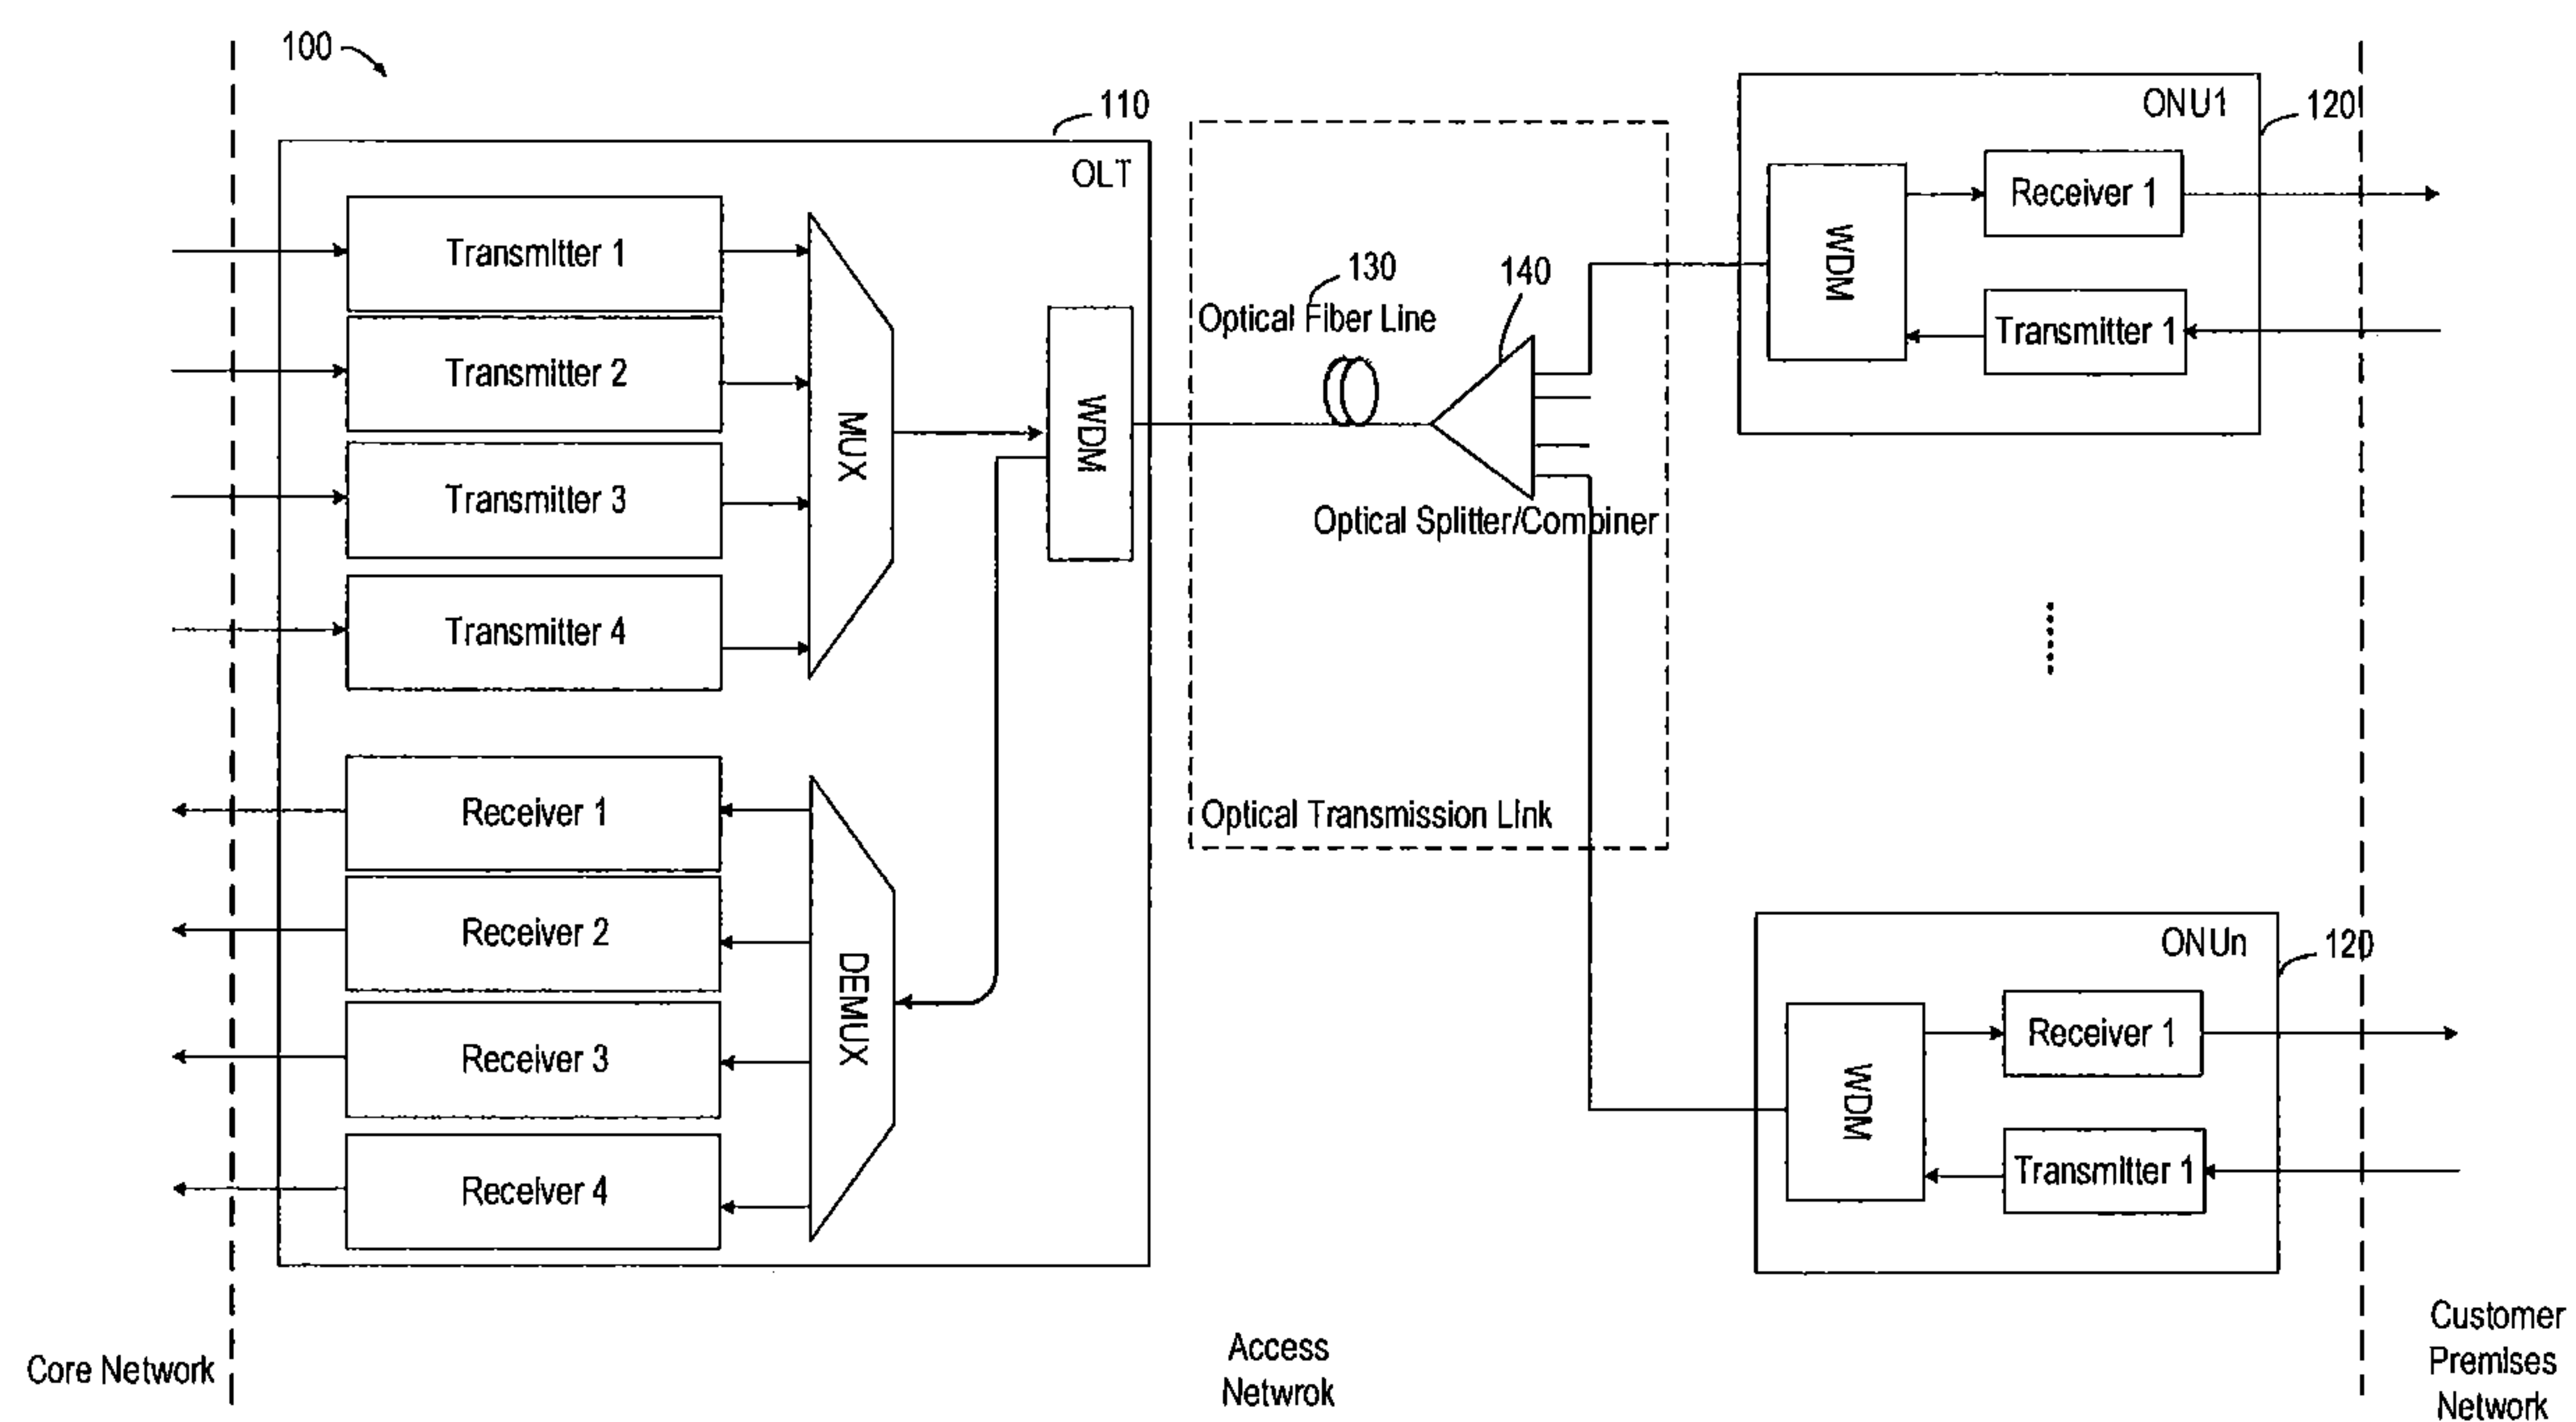 100
110
OLT
Transmitter 1
Transmitter 2
Transmitter 3
Transmitter 4
MUX
WDM
Receiver 1
Receiver 2
Receiver 3
Receiver 4
DEMUX
130
Optical Fiber Line
140
Optical Splitter/Combiner
Optical Transmission Link
ONU1
120
WDM
Receiver 1
Transmitter 1
ONUn
120
WDM
Receiver 1
Transmitter 1
Core Network
Access
Netwrok
Customer
Premises
Network